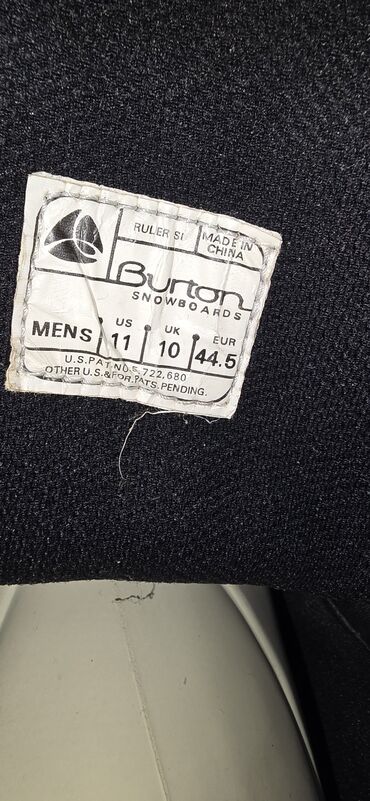 RULER SI
MADE IN
CHINA
Burton
SNOWBOARDS
MENS
US
11
UK
10
EUR
44.5
U.S.PAT NO.5,722,680
OTHER U.S.&FOR.PATS.PENDING.